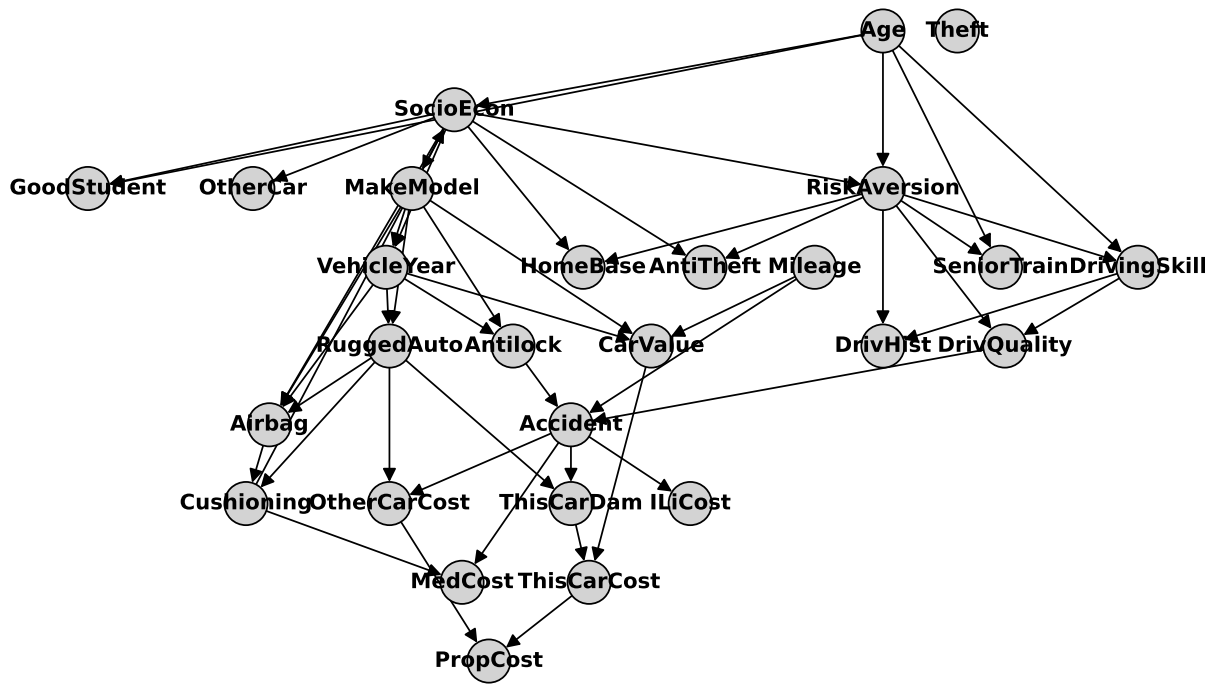 Age Theft
SocioEcon
GoodStudent OtherCar MakeModel RiskAversion
VehicleYear HomeBase AntiTheft Mileage SeniorTrain DrivingSkill
RuggedAuto Antilock CarValue DrivHist DrivQuality
Airbag Accident
Cushioning OtherCarCost ThisCarDam ILiCost
MedCost ThisCarCost
PropCost